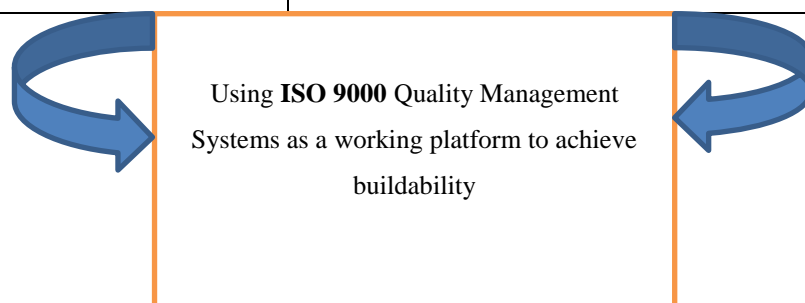 Using ISO 9000 Quality Management
Systems as a working platform to achieve
buildability